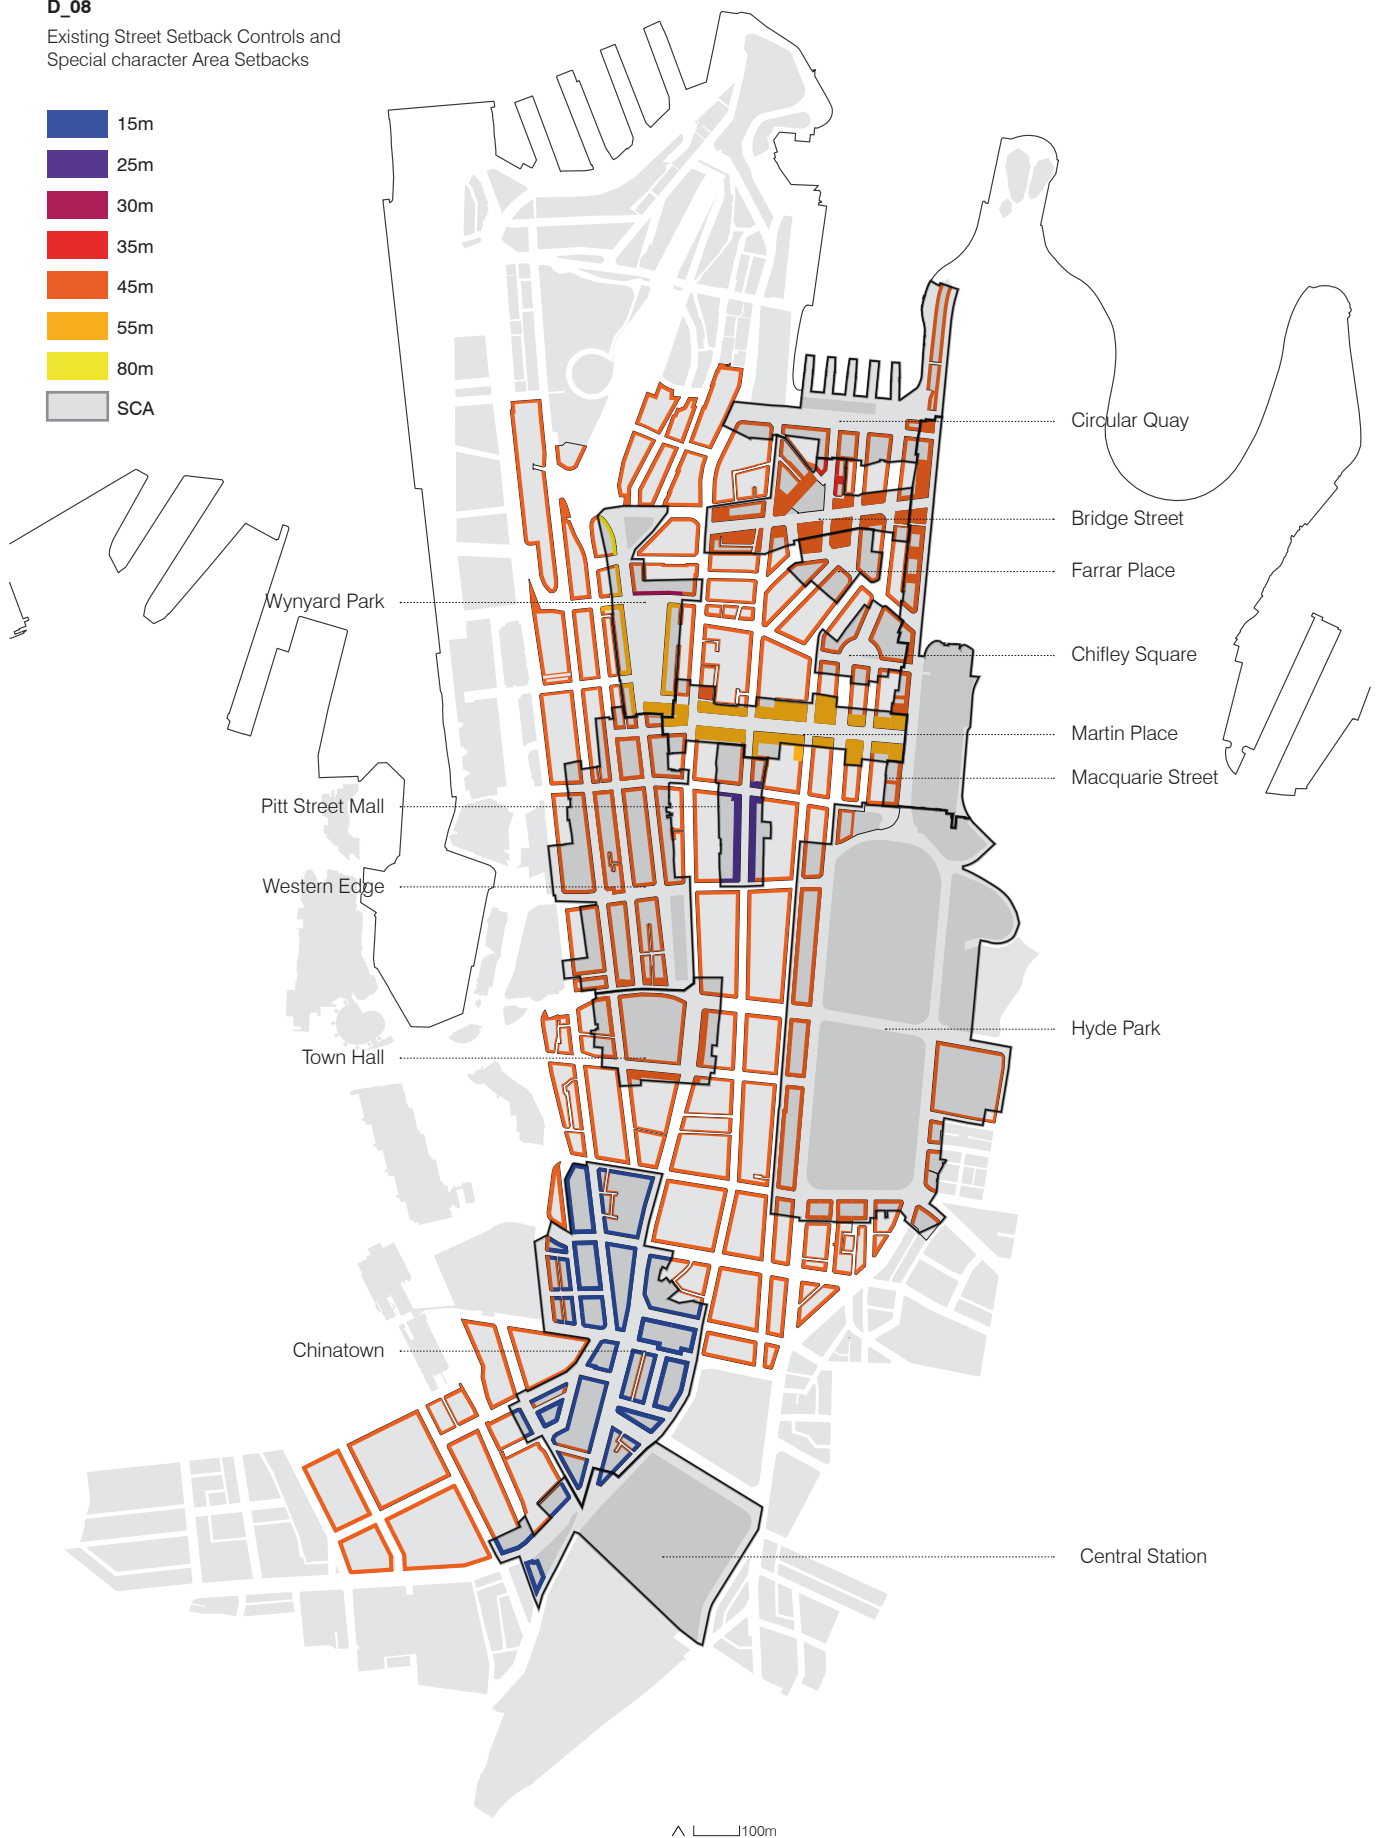 D_08
Existing Street Setback Controls and
Special character Area Setbacks
15m
25m
30m
35m
45m
55m
80m
SCA
Circular Quay
Bridge Street
Farrar Place
Wynyard Park
Chifley Square
Martin Place
Macquarie Street
Pitt Street Mall
Western Edge
Hyde Park
Town Hall
Chinatown
Central Station
100m